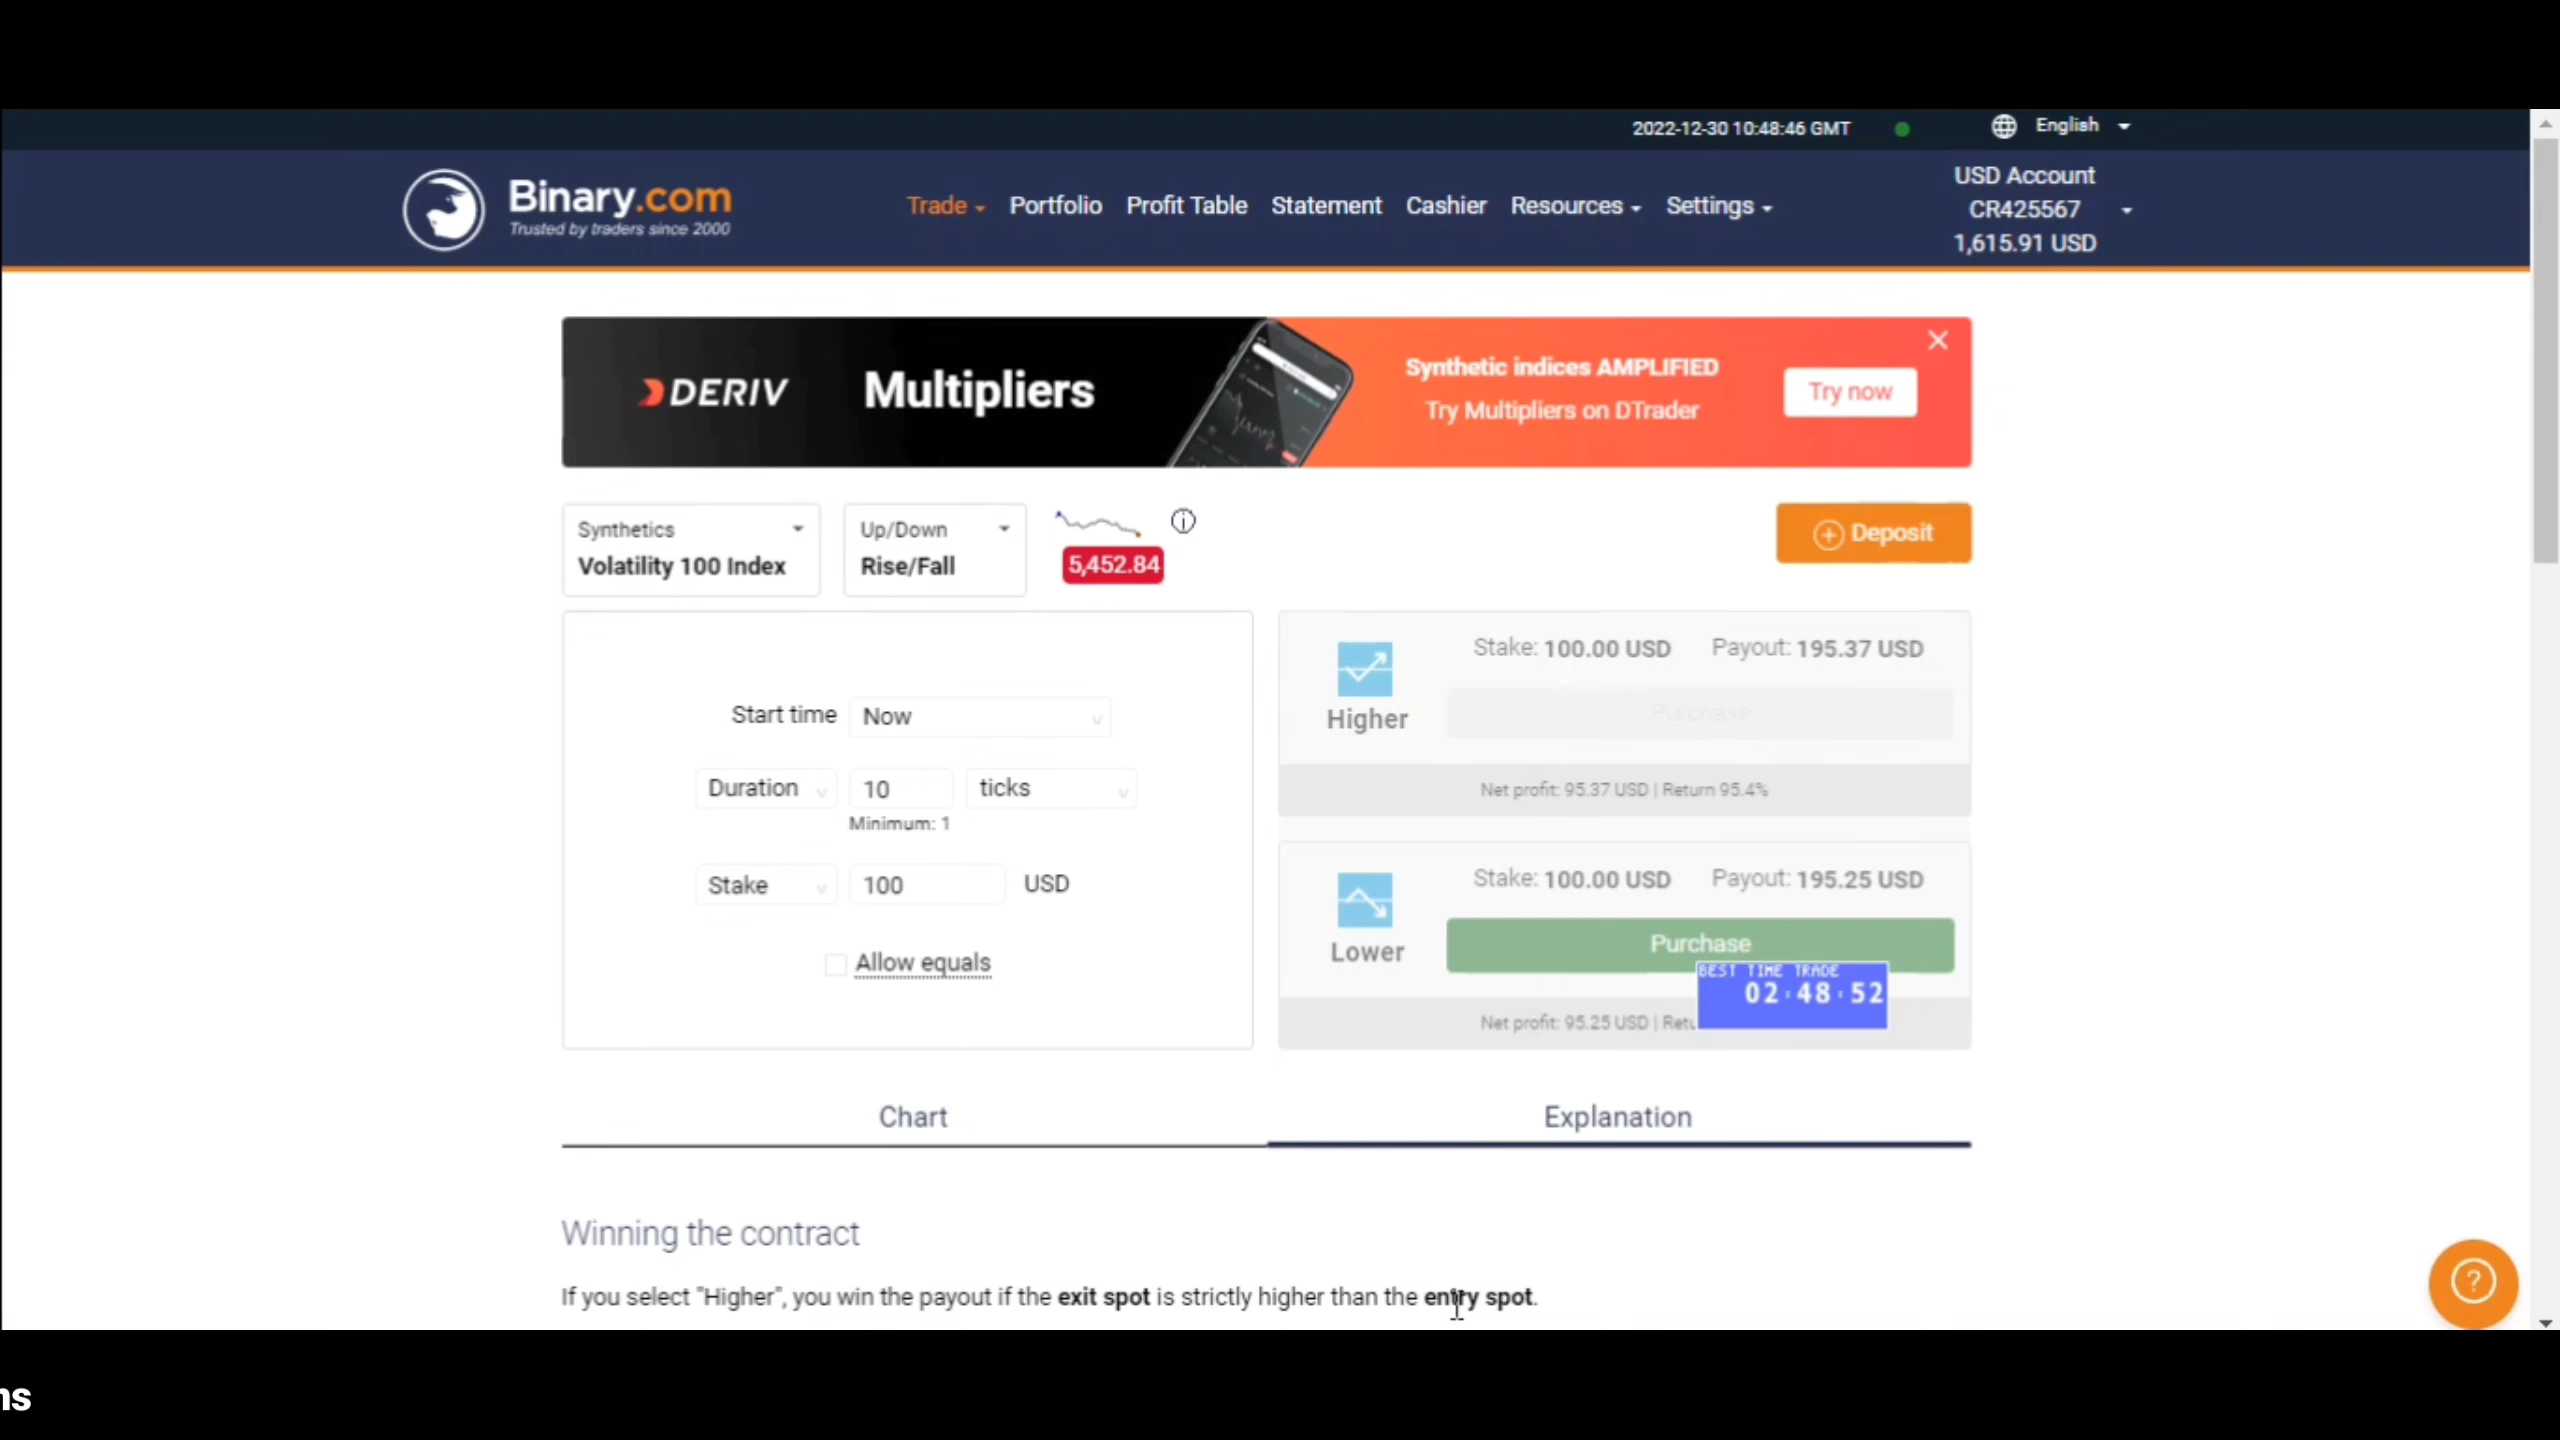 2022-12-30 10:48:46 GMT English
Binary.com
Trusted by traders since 2000
Trade Portfolio Profit Table Statement Cashier Resources Settings
USD Account
CR425567
1,615.91 USD
DERIV Multipliers
Synthetic indices AMPLIFIED
Try Multipliers on DTrader
Try now
Synthetics
Volatility 100 Index
Up/Down
Rise/Fall
5,452.84
Deposit
Start time Now
Duration 10 ticks
Minimum: 1
Stake 100 USD
Allow equals
Stake: 100.00 USD Payout: 195.37 USD
Higher
Purchase
Net profit: 95.37 USD | Return 95.4%
Stake: 100.00 USD Payout: 195.25 USD
Lower
Purchase
BEST TIME TRADE
02:48:52
Net profit: 95.25 USD |
Chart
Explanation
Winning the contract
If you select "Higher", you win the payout if the exit spot is strictly higher than the entry spot.
?
ns